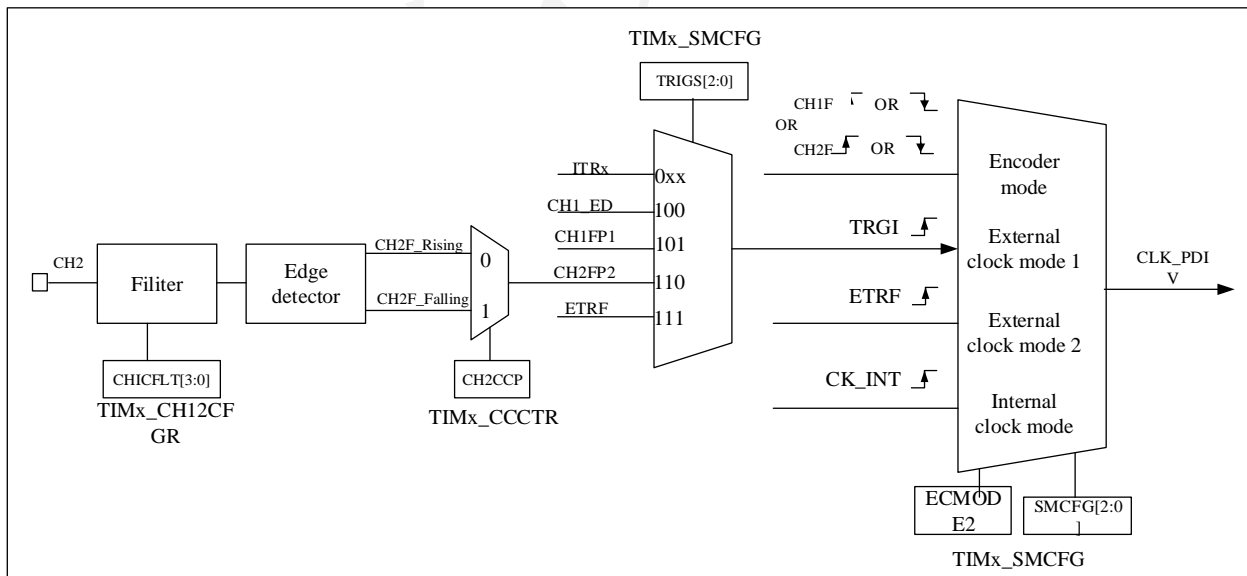 TIMx_SMCFG
TRIGS[2:0]
CH1F OR
OR
CH2F OR
ITRx
0xx
Encoder
mode
CH1_ED
100
CH1FP1
101
TRGI
External
clock mode 1
CH2
Filiter
Edge
detector
CH2F_Rising
0
CH2FP2
110
CH2F_Falling
1
ETRF
111
ETRF
External
clock mode 2
CLK_PDI
V
CHICFLT[3:0]
TIMx_CH12CF
GR
CH2CCP
TIMx_CCCTR
CK_INT
Internal
clock mode
ECMOD
E2
SMCFG[2:0
]
TIMx_SMCFG